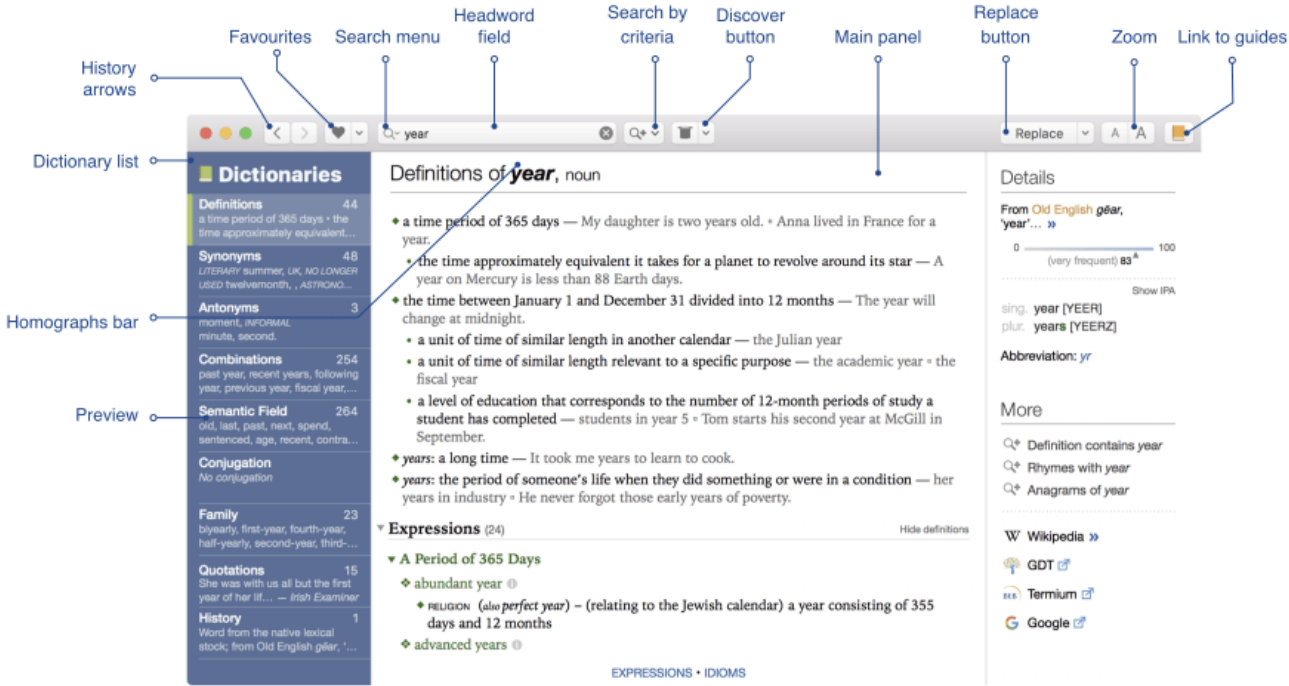 Favourites
Search menu
Headword
field
Search by
criteria
Discover
button
Main panel
Replace
button
Zoom
Link to guides
History
arrows
Dictionary list
Homographs bar
Preview
year
Replace
A
A
Dictionaries
Definitions 44
a time period of 365 days • the
time approximately equivalent…
Synonyms 48
LITERARY summer, UK, NO LONGER
USED twelvemonth, , ASTRONO…
Antonyms 3
moment, INFORMAL
minute, second.
Combinations 254
past year, recent years, following
year, previous year, fiscal year,…
Semantic Field 264
old, last, past, next, spend,
sentenced, age, recent, contra…
Conjugation
No conjugation
Family 23
biyearly, first-year, fourth-year,
half-yearly, second-year, third-…
Quotations 15
She was with us all but the first
year of her lif… — Irish Examiner
History 1
Word from the native lexical
stock; from Old English gēar, ‘…
Definitions of year, noun
a time period of 365 days — My daughter is two years old. ▫ Anna lived in France for a
year.
the time approximately equivalent it takes for a planet to revolve around its star — A
year on Mercury is less than 88 Earth days.
the time between January 1 and December 31 divided into 12 months — The year will
change at midnight.
a unit of time of similar length in another calendar — the Julian year
a unit of time of similar length relevant to a specific purpose — the academic year ▫ the
fiscal year
a level of education that corresponds to the number of 12-month periods of study a
student has completed — students in year 5 ▫ Tom starts his second year at McGill in
September.
years: a long time — It took me years to learn to cook.
years: the period of someone’s life when they did something or were in a condition — her
years in industry ▫ He never forgot those early years of poverty.
Expressions (24) Hide definitions
A Period of 365 Days
abundant year
RELIGION (also perfect year) – (relating to the Jewish calendar) a year consisting of 355
days and 12 months
advanced years
EXPRESSIONS • IDIOMS
Details
From Old English gēar,
‘year’… »
0 100
(very frequent) 83
Show IPA
sing. year [YEER]
plur. years [YEERZ]
Abbreviation: yr
More
Definition contains year
Rhymes with year
Anagrams of year
W Wikipedia »
GDT
Termium
G Google